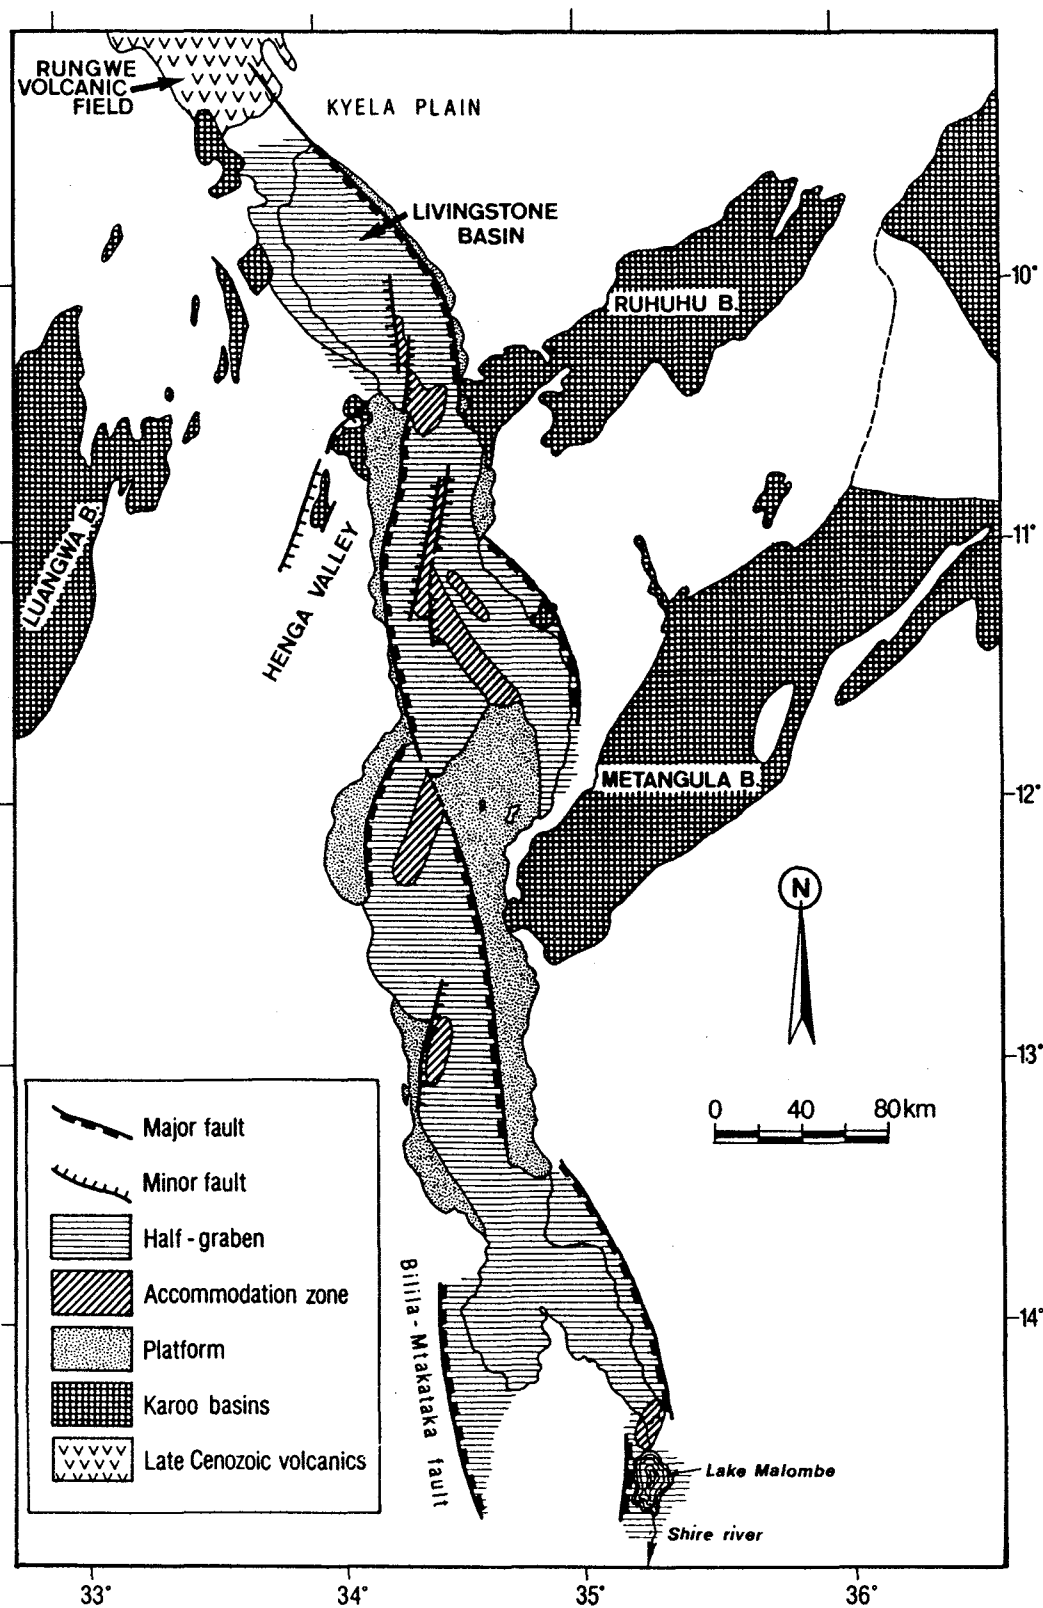 RUNGWE
VOLCANIC
FIELD
KYELA PLAIN
LIVINGSTONE
BASIN
10°
RUHUHU B.
11°
LUANGWA B.
HENGA VALLEY
METANGULA B.
12°
N
13°
0 40 80km
Major fault
Minor fault
Half-graben
Accommodation zone
Platform
Karoo basins
Late Cenozoic volcanics
Bilila-Mtakataka fault
14°
Lake Malombe
Shire river
33° 34° 35° 36°